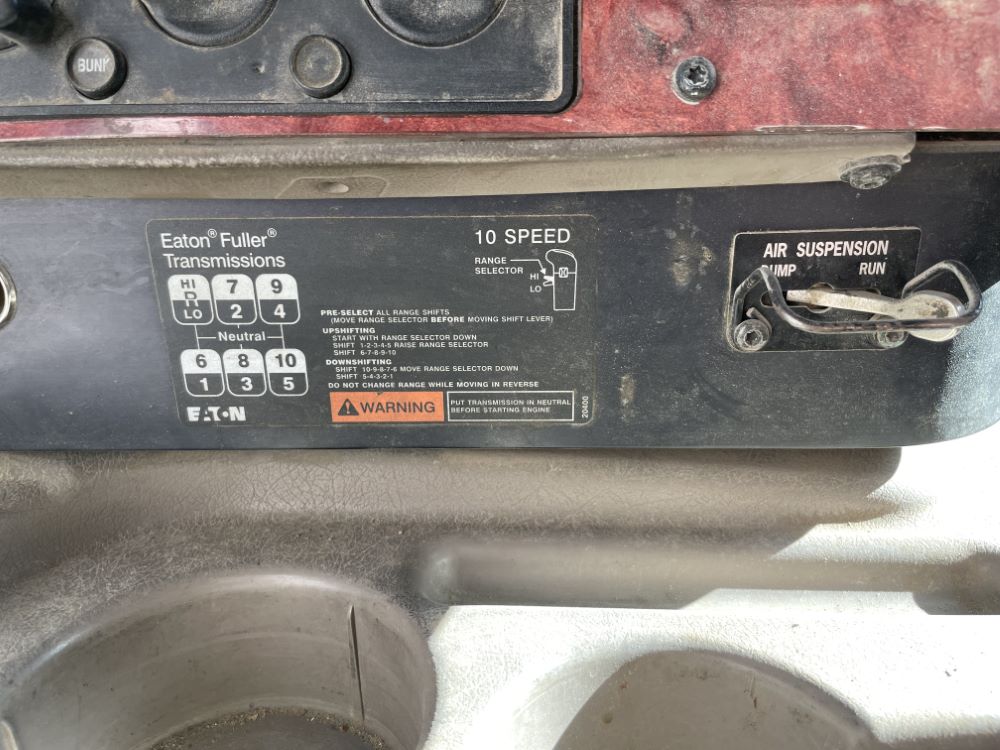 BUNK
Eaton® Fuller®
Transmissions
10 SPEED
RANGE
SELECTOR
HI
LO
HI
R
LO
7
2
9
4
Neutral
6
1
8
3
10
5
EATON
PRE-SELECT ALL RANGE SHIFTS
(MOVE RANGE SELECTOR BEFORE MOVING SHIFT LEVER)
UPSHIFTING
START WITH RANGE SELECTOR DOWN
SHIFT 1-2-3-4-5 RAISE RANGE SELECTOR
SHIFT 6-7-8-9-10
DOWNSHIFTING
SHIFT 10-9-8-7-6 MOVE RANGE SELECTOR DOWN
SHIFT 5-4-3-2-1
DO NOT CHANGE RANGE WHILE MOVING IN REVERSE
WARNING
PUT TRANSMISSION IN NEUTRAL
BEFORE STARTING ENGINE
20400
AIR SUSPENSION
RUN